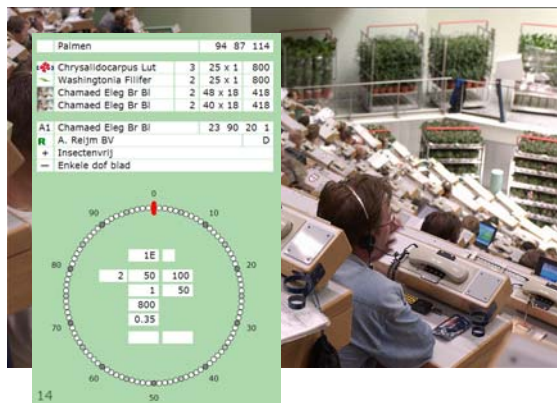 Palmen 94 87 114
Chrysalidocarpus Lut 3 25 x 1 800
Washingtonia Filifer 2 25 x 1 800
Chamaed Eleg Br Bl 2 48 x 18 418
Chamaed Eleg Br Bl 2 40 x 18 418
A1 Chamaed Eleg Br Bl 23 90 20 1
R A. Reijm BV D
+ Insectenvrij
— Enkele dof blad
0
90 10
1E
80 2 50 100 20
1 50
800
70 0.35 30
60 40
50
14